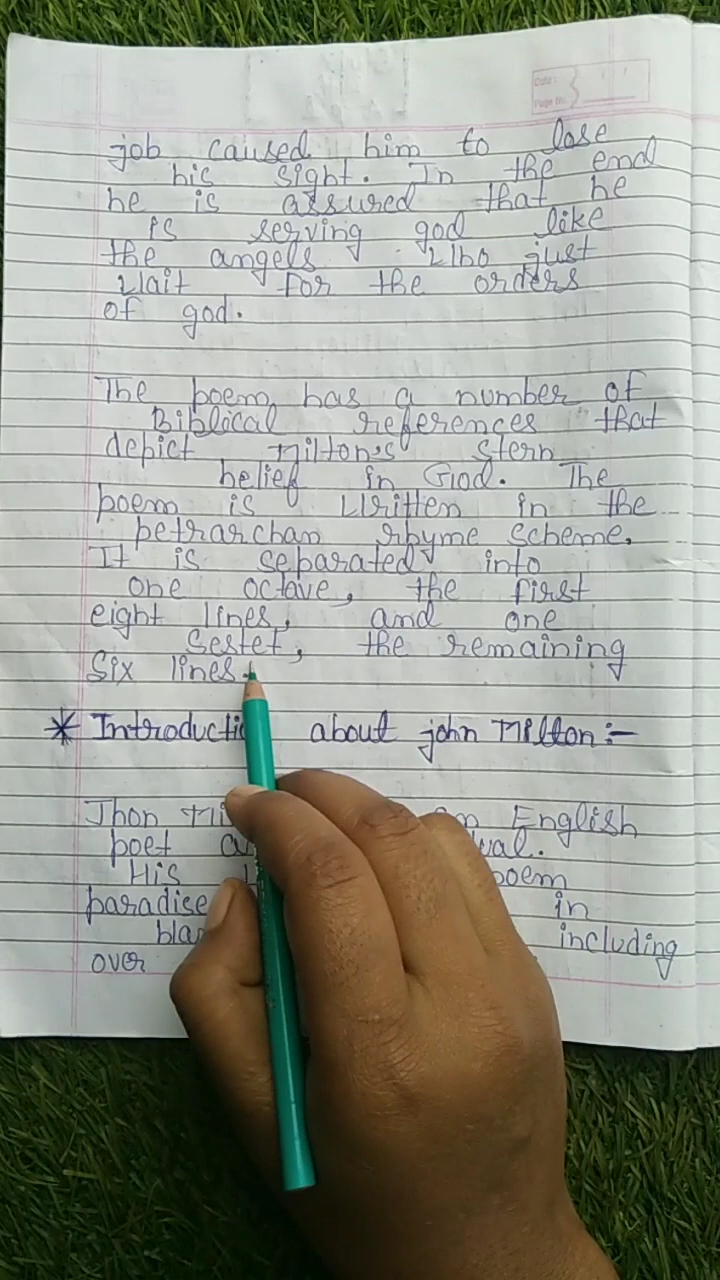 Date:
Page No:
job caused him to lose
his sight. In the end
he is assured that he
is serving god like
the angels who just
wait for the orders
of god.
The poem has a number of
Biblical references that
depict Milton's stern
belief in God. The
poem is written in the
petrarchan rhyme scheme.
It is separated into
one octave, the first
eight lines, and one
sestet, the remaining
Six lines.
* Introducti about john Milton:-
Jhon English
poet
His poem
paradise in
including
over